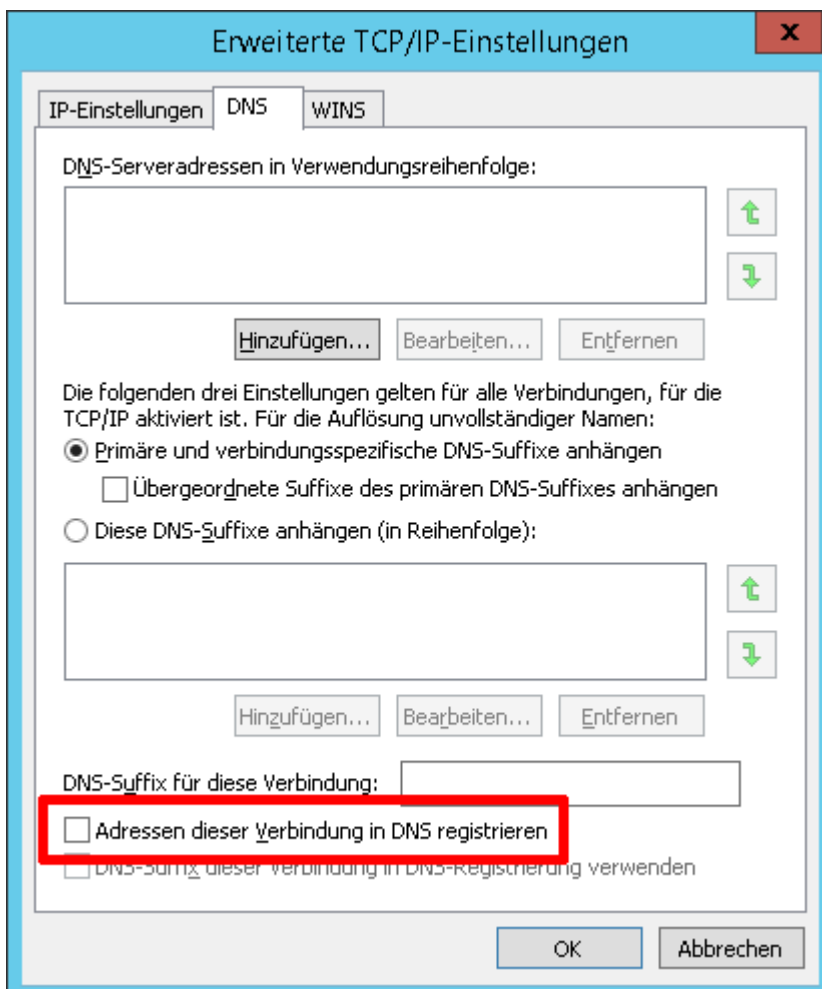 Erweiterte TCP/IP-Einstellungen
IP-Einstellungen DNS WINS
DNS-Serveradressen in Verwendungsreihenfolge:
Hinzufügen... Bearbeiten... Entfernen
Die folgenden drei Einstellungen gelten für alle Verbindungen, für die
TCP/IP aktiviert ist. Für die Auflösung unvollständiger Namen:
Primäre und verbindungsspezifische DNS-Suffixe anhängen
Übergeordnete Suffixe des primären DNS-Suffixes anhängen
Diese DNS-Suffixe anhängen (in Reihenfolge):
Hinzufügen... Bearbeiten... Entfernen
DNS-Suffix für diese Verbindung:
Adressen dieser Verbindung in DNS registrieren
DNS-Suffix dieser Verbindung in DNS-Registrierung verwenden
OK Abbrechen